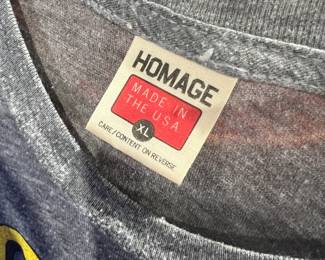 HOMAGE
MADE IN
THE USA
XL
CARE/CONTENT ON REVERSE